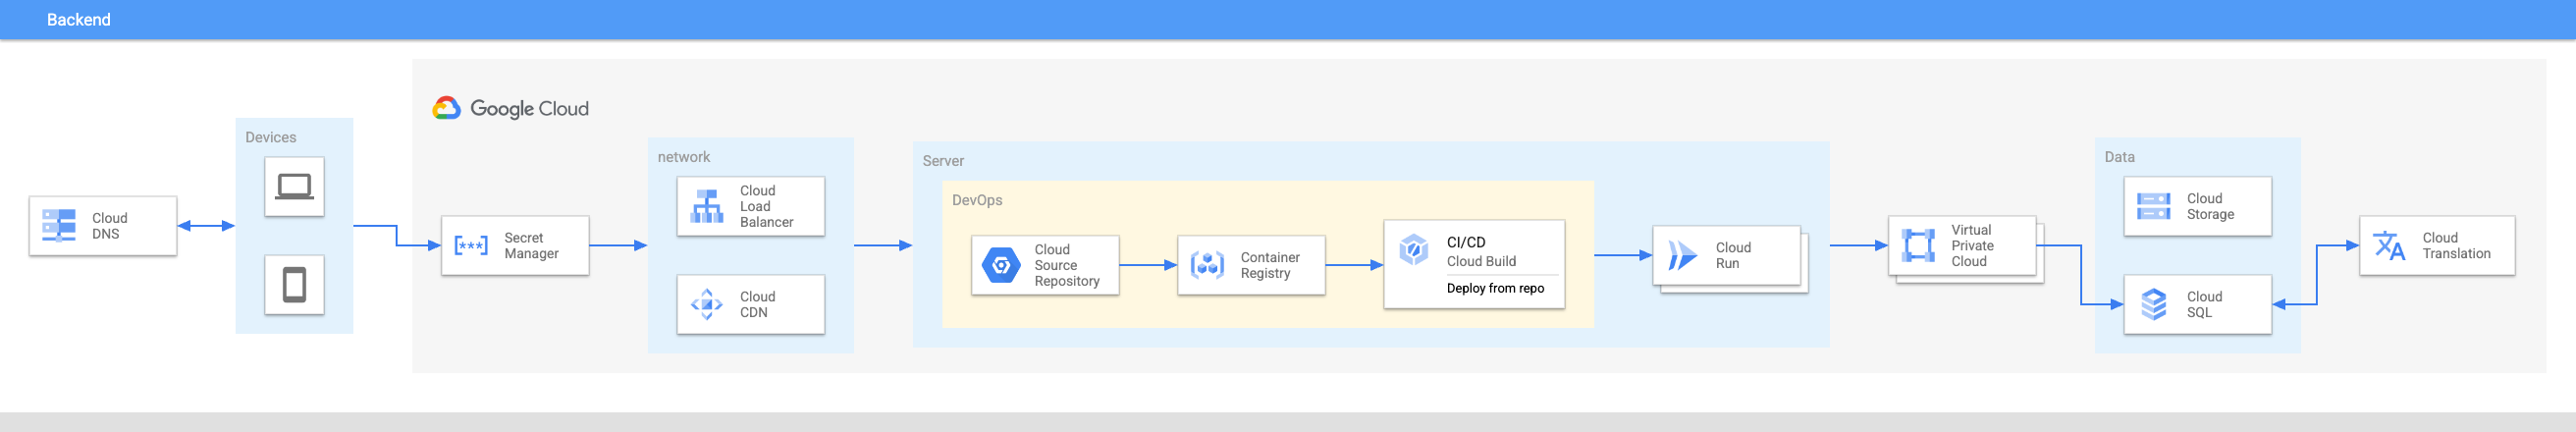 Backend
Google Cloud
Cloud
DNS
Devices
Secret
Manager
network
Cloud
Load
Balancer
Cloud
CDN
Server
DevOps
Cloud
Source
Repository
Container
Registry
CI/CD
Cloud Build
Deploy from repo
Cloud
Run
Virtual
Private
Cloud
Data
Cloud
Storage
Cloud
SQL
Cloud
Translation